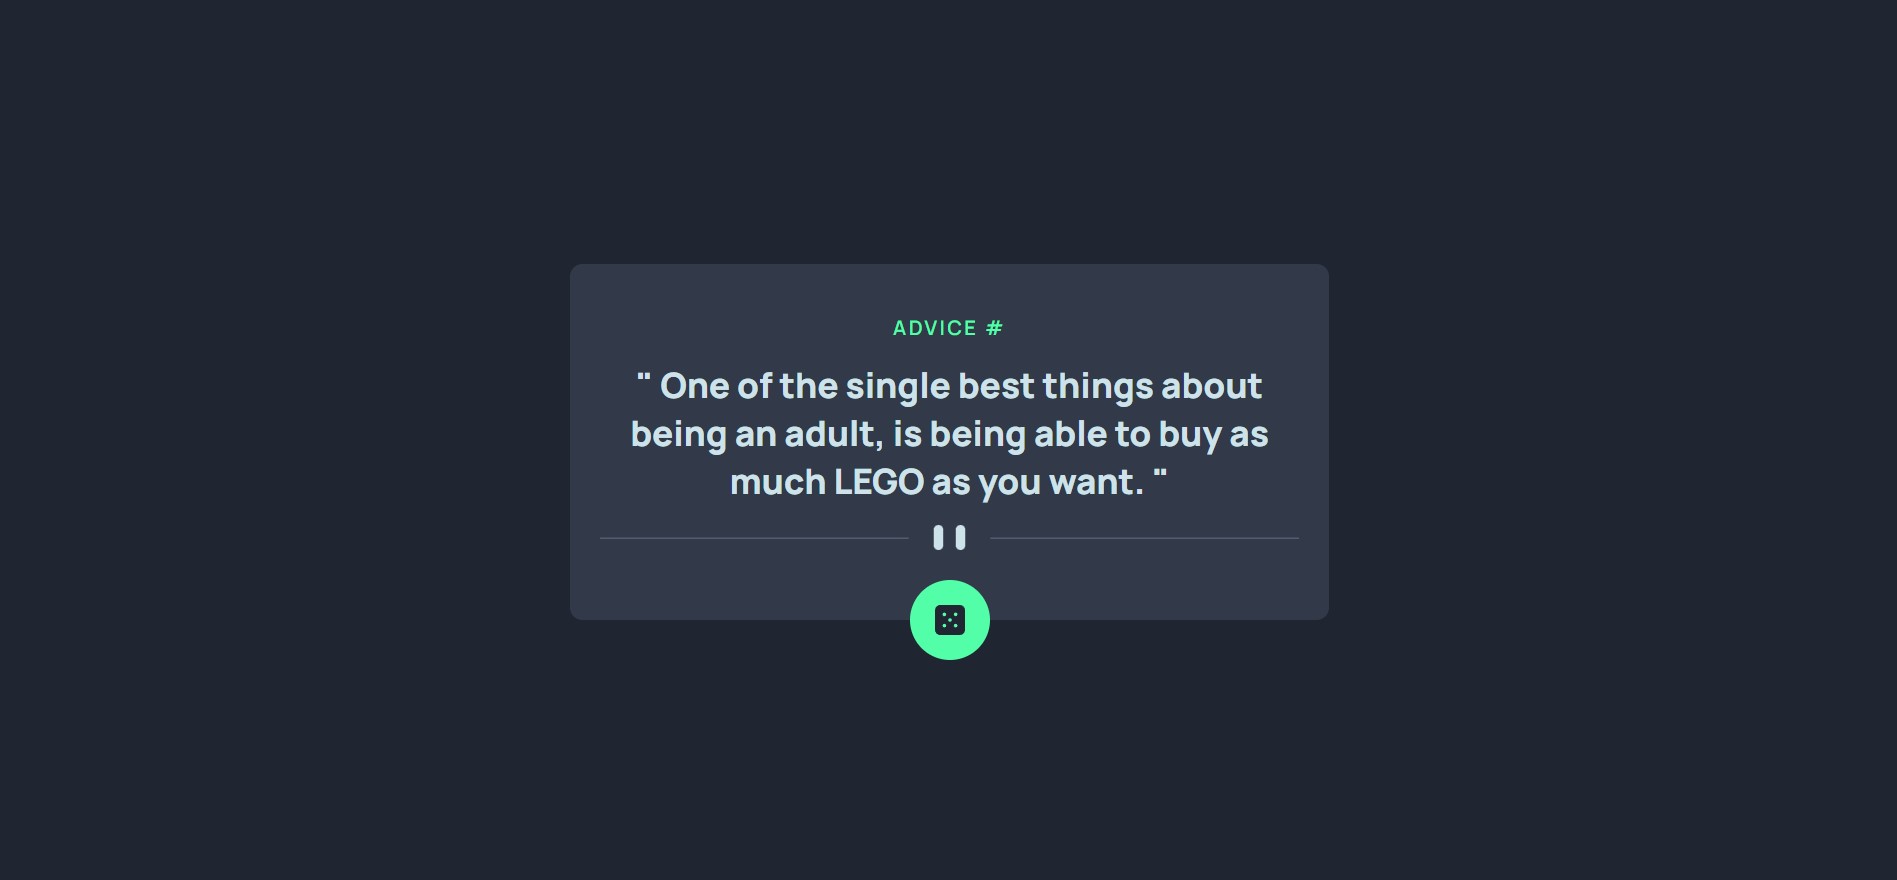 ADVICE #
" One of the single best things about
being an adult, is being able to buy as
much LEGO as you want. "